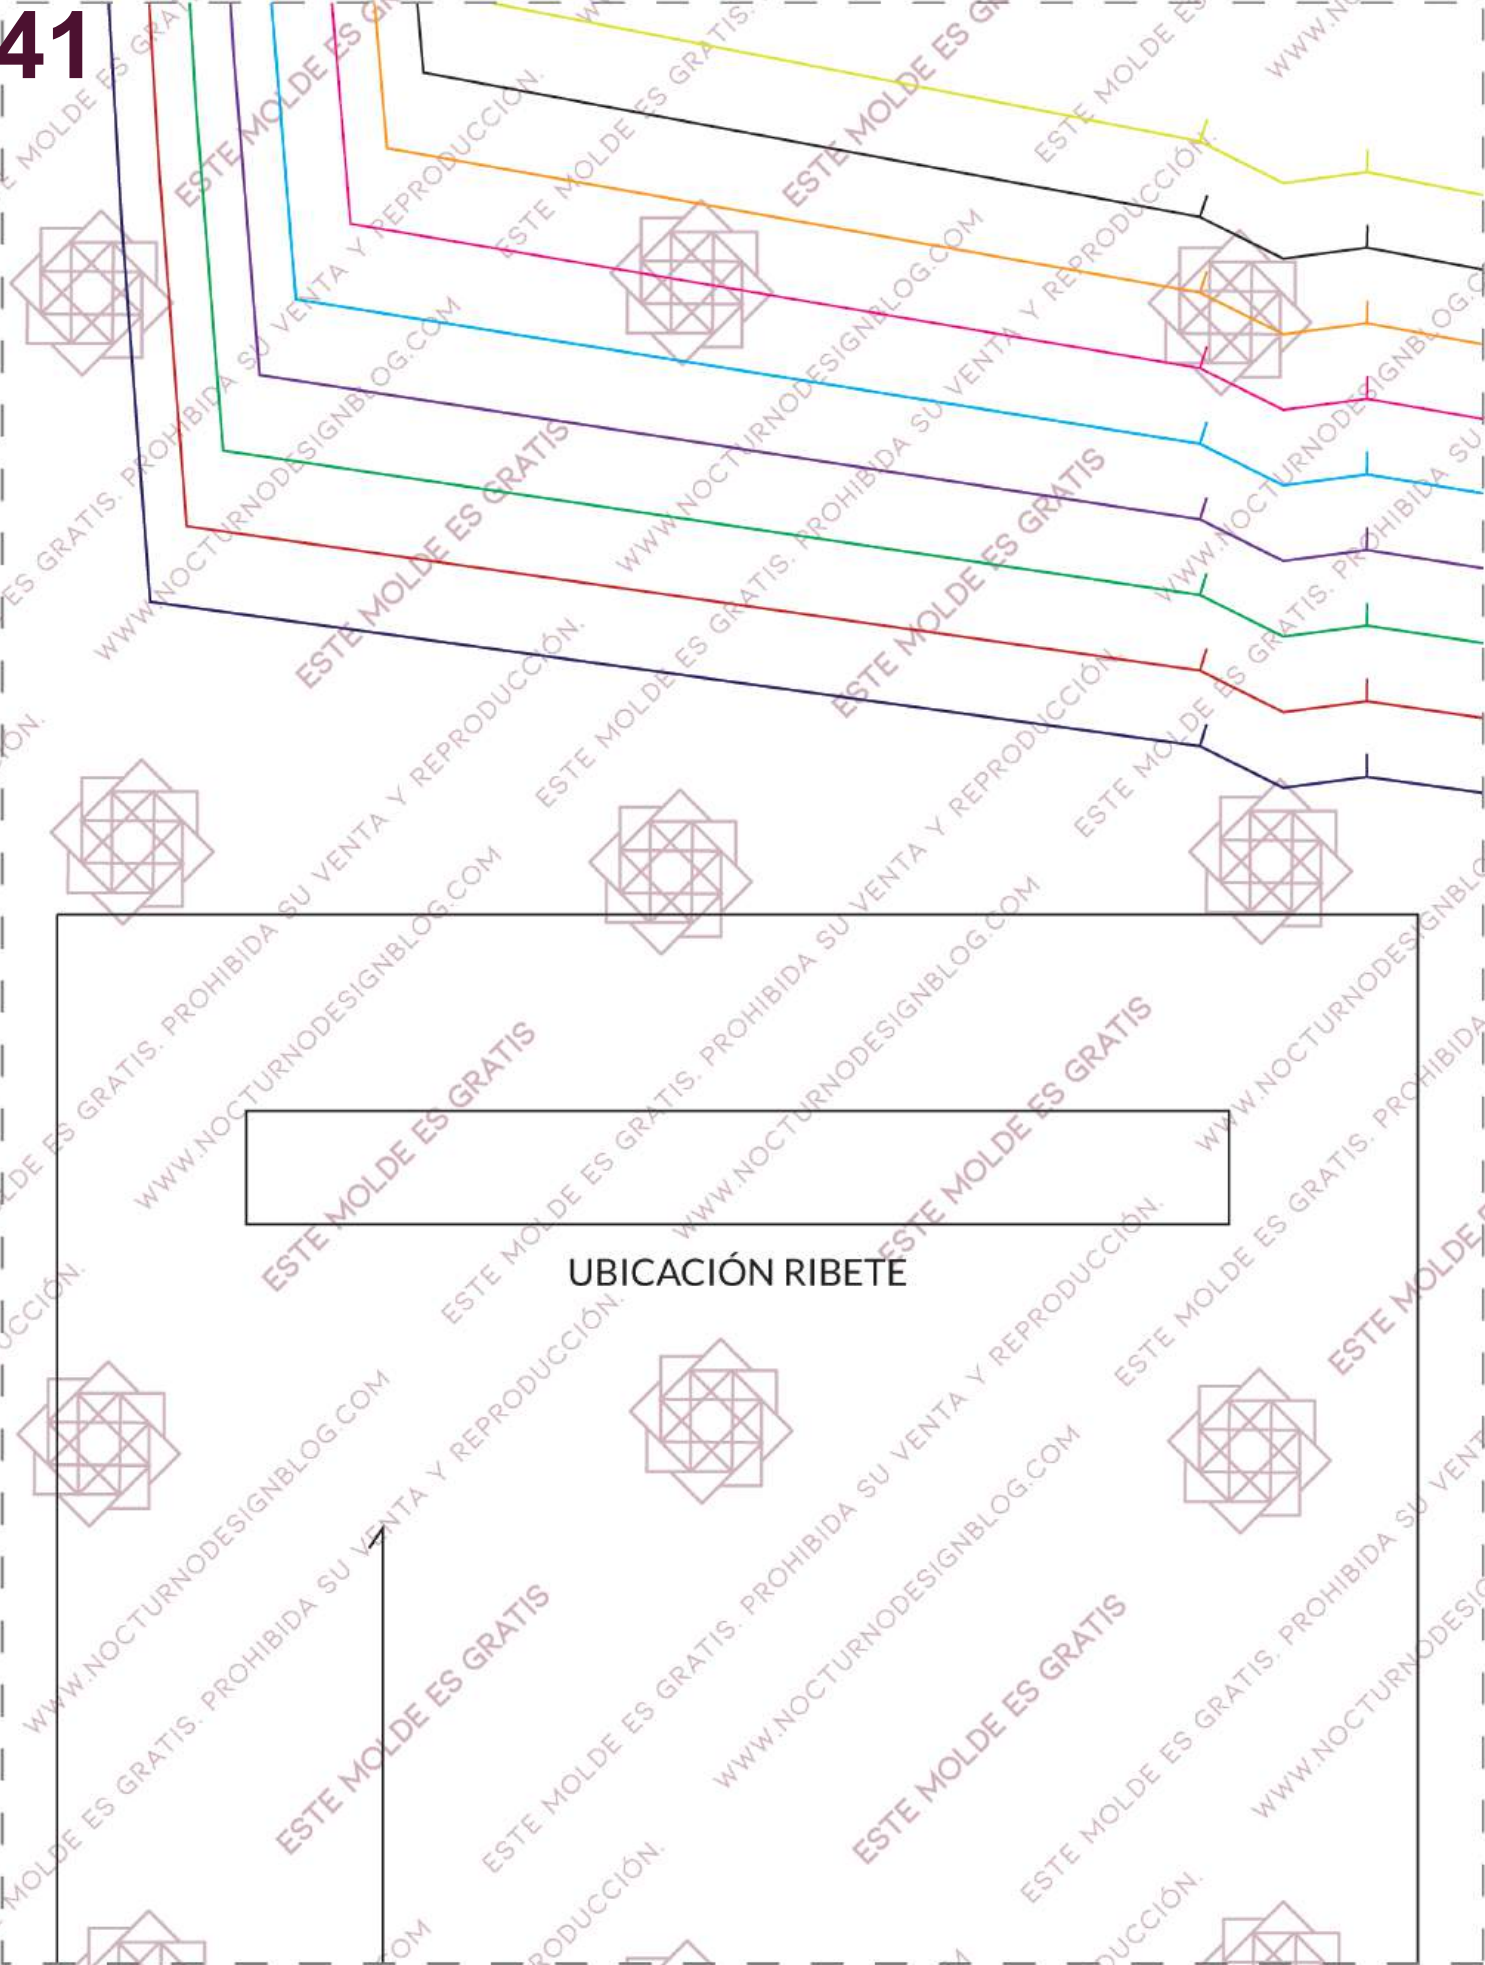 41
ESTE MOLDE ES GRATIS. PROHIBIDA SU VENTA Y REPRODUCCIÓN.
WWW.NOCTURNODESIGNBLOG.COM
ESTE MOLDE ES GRATIS
UBICACIÓN RIBETE